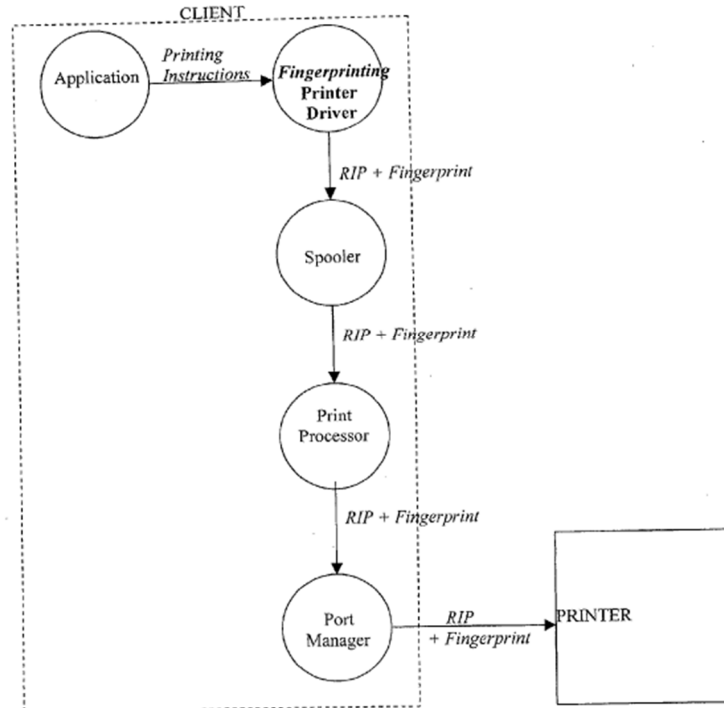 CLIENT
Application
Printing
Instructions
Fingerprinting
Printer
Driver
RIP + Fingerprint
Spooler
RIP + Fingerprint
Print
Processor
RIP + Fingerprint
Port
Manager
RIP
+ Fingerprint
PRINTER